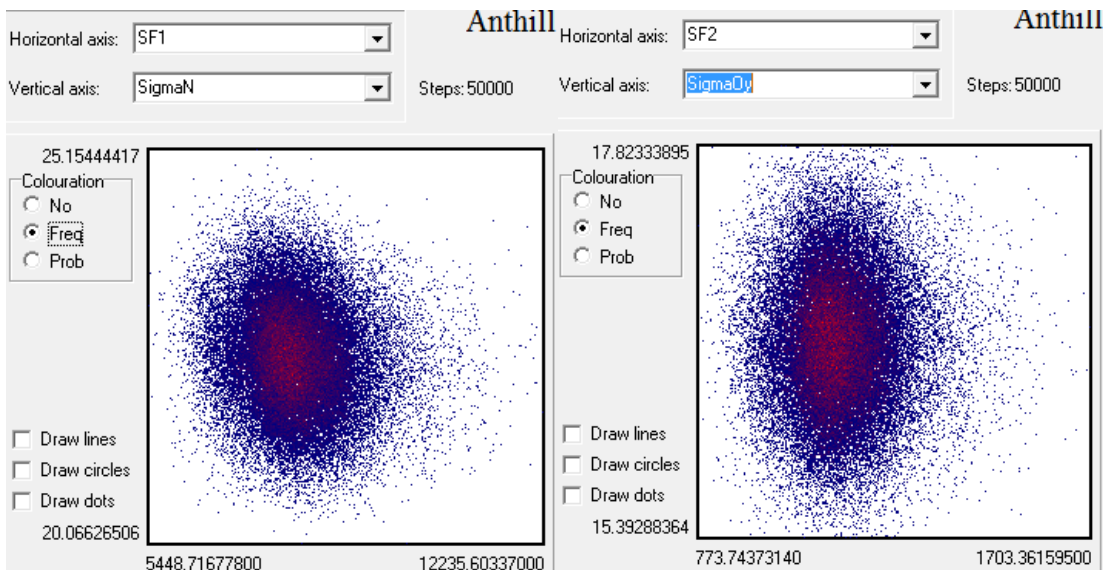 Anthill
Horizontal axis: SF1
Vertical axis: SigmaN
Steps: 50000
25.15444417
Colouration
No
Freq
Prob
Draw lines
Draw circles
Draw dots
20.06626506
5448.71677800
12235.60337000
Anthill
Horizontal axis: SF2
Vertical axis: SigmaOy
Steps: 50000
17.82333895
Colouration
No
Freq
Prob
Draw lines
Draw circles
Draw dots
15.39288364
773.74373140
1703.36159500